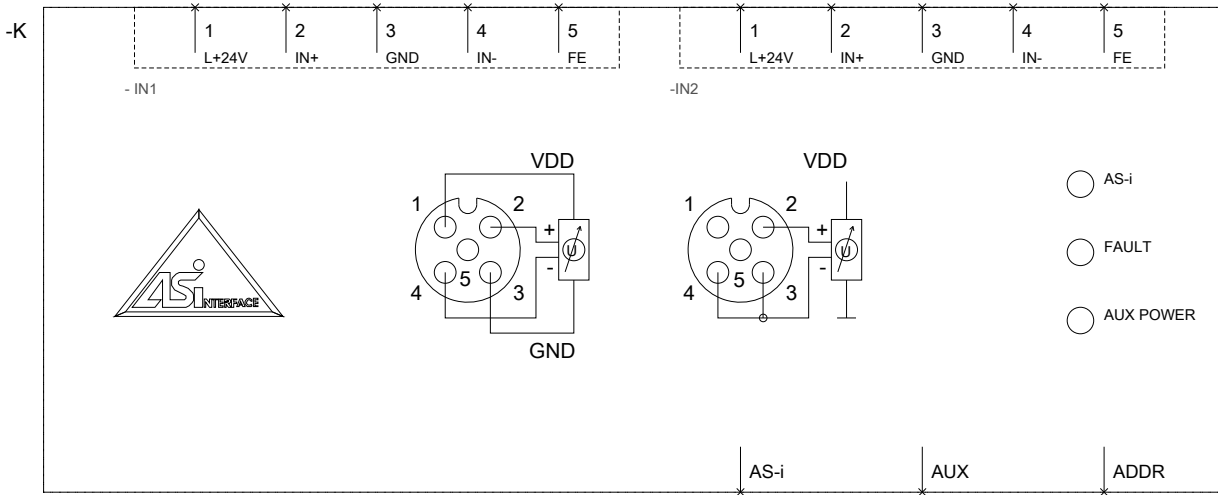 -K
1 2 3 4 5 1 2 3 4 5
L+24V IN+ GND IN- FE L+24V IN+ GND IN- FE
- IN1 -IN2
VDD VDD
1 2 1 2
+ +
U U
- -
4 5 3 4 5 3
GND
ASi INTERFACE
AS-i
FAULT
AUX POWER
AS-i AUX ADDR